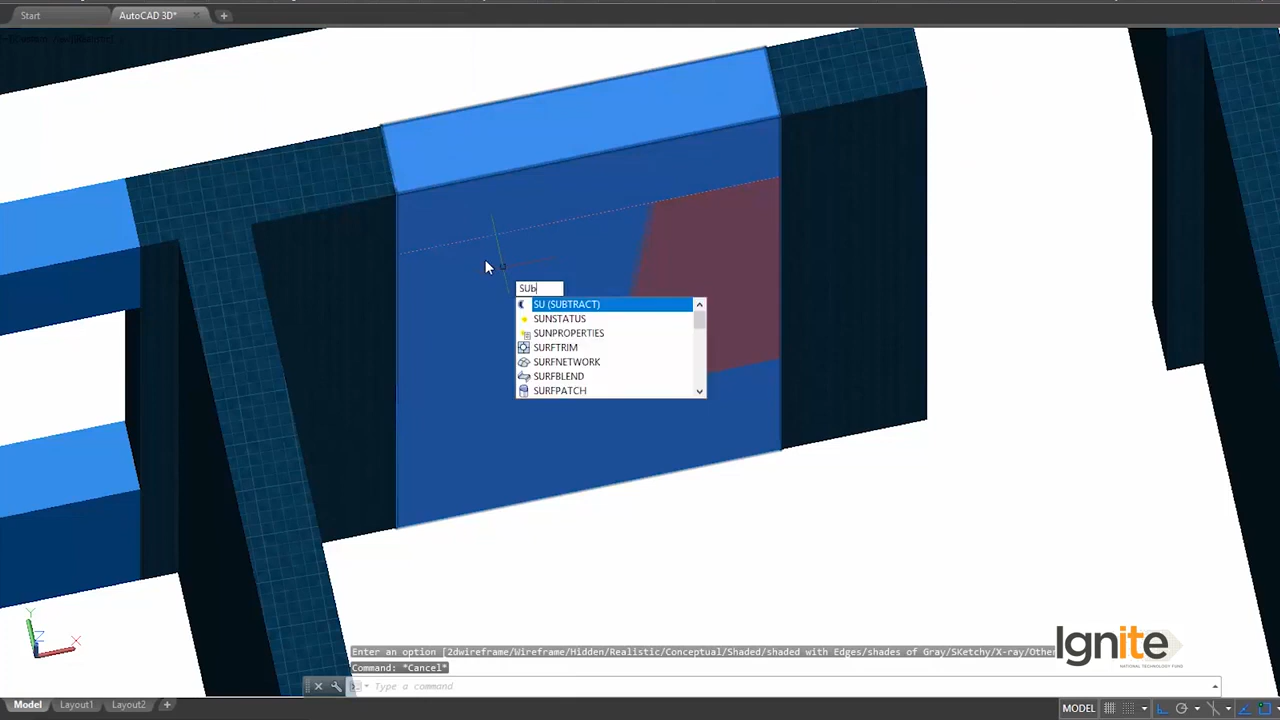 Start
AutoCAD 3D*
SUb
SU (SUBTRACT)
SUNSTATUS
SUNPROPERTIES
SURFTRIM
SURFNETWORK
SURFBLEND
SURFPATCH
Y
X
Z
Ignite
NATIONAL TECHNOLOGY FUND
Enter an option [2dwireframe/Wireframe/Hidden/Realistic/Conceptual/Shaded/shaded with Edges/shades of Gray/SKetchy/X-ray/Othe
Command: *Cancel*
Type a command
Model
Layout1
Layout2
MODEL